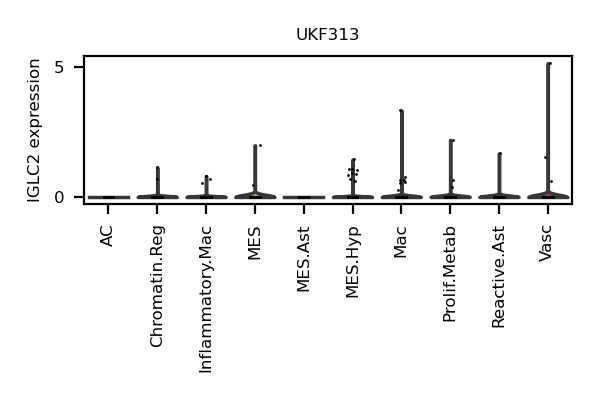 UKF313
IGLC2 expression
5
0
AC
Chromatin.Reg
Inflammatory.Mac
MES
MES.Ast
MES.Hyp
Mac
Prolif.Metab
Reactive.Ast
Vasc